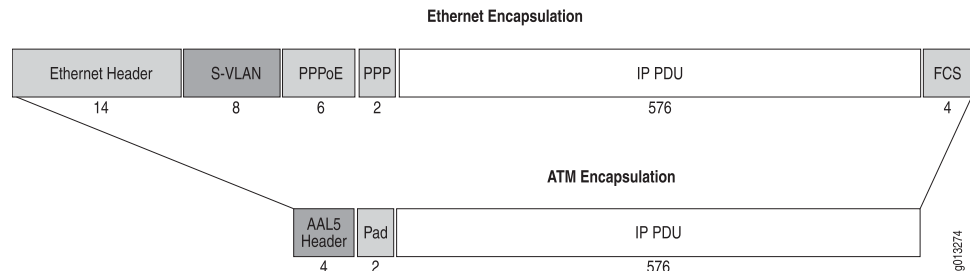 Ethernet Encapsulation
Ethernet Header S-VLAN PPPoE PPP IP PDU FCS
14 8 6 2 576 4
ATM Encapsulation
AAL5
Header Pad IP PDU
4 2 576
g013274